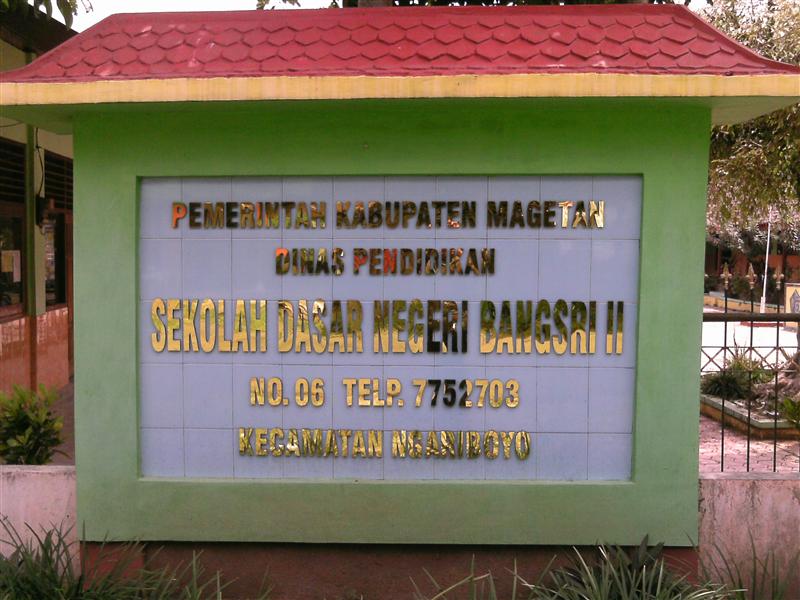 PEMERINTAH KABUPATEN MAGETAN
DINAS PENDIDIKAN
SEKOLAH DASAR NEGERI BANGSRI II
NO. 06 TELP. 7752703
KECAMATAN NGARIBOYO